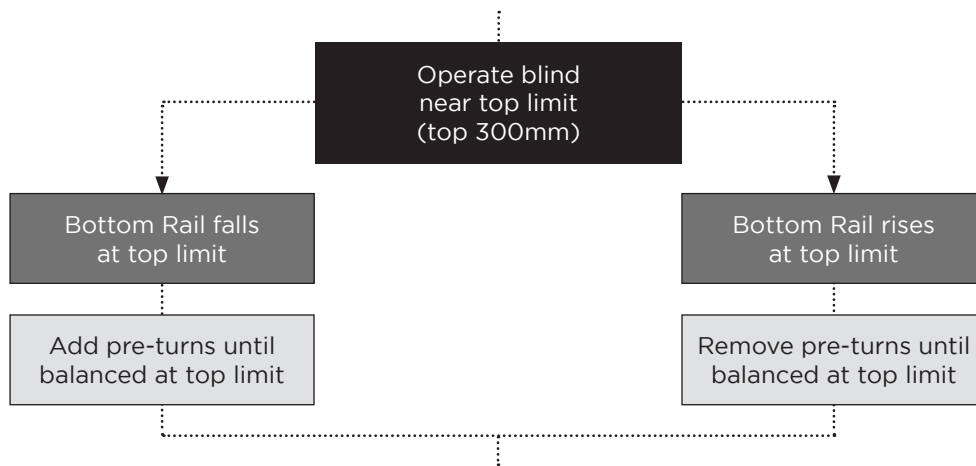 Operate blind
near top limit
(top 300mm)
Bottom Rail falls
at top limit
Bottom Rail rises
at top limit
Add pre-turns until
balanced at top limit
Remove pre-turns until
balanced at top limit